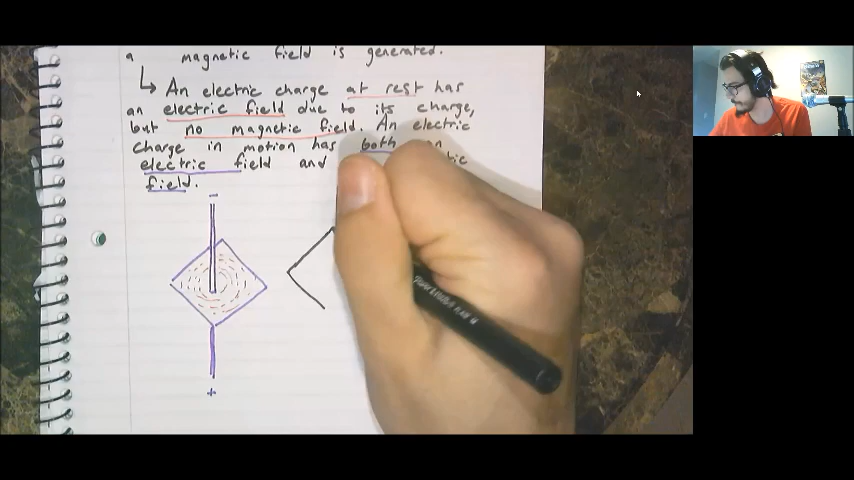 a magnetic field is generated.
↳ An electric charge at rest has
an electric field due to its charge,
but no magnetic field. An electric
charge in motion has both an
electric field and
field.
-
+